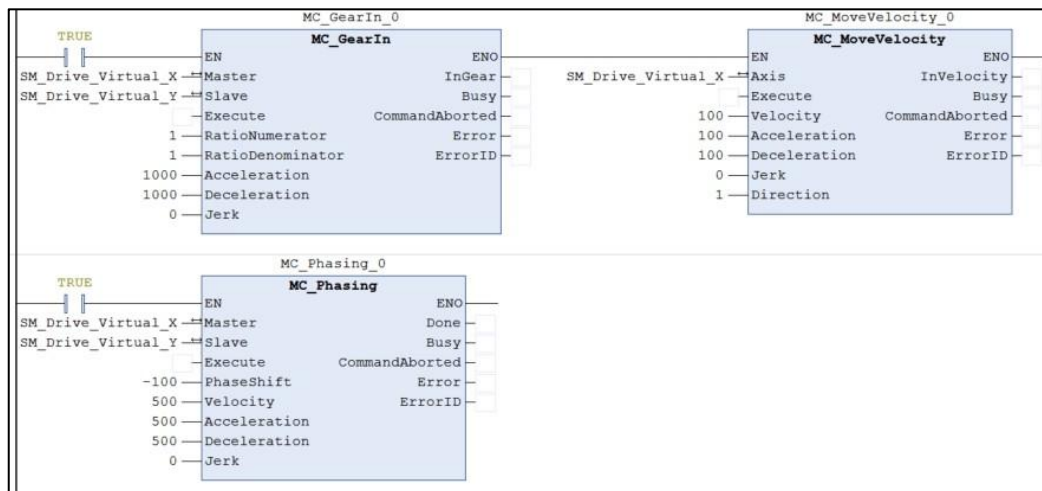 MC_GearIn_0 MC_MoveVelocity_0
TRUE MC_GearIn MC_MoveVelocity
EN ENO EN ENO
SM_Drive_Virtual_X Master InGear SM_Drive_Virtual_X Axis InVelocity
SM_Drive_Virtual_Y Slave Busy Execute Busy
Execute CommandAborted 100 Velocity CommandAborted
1 RatioNumerator Error 100 Acceleration Error
1 RatioDenominator ErrorID 100 Deceleration ErrorID
1000 Acceleration 0 Jerk
1000 Deceleration 1 Direction
0 Jerk
MC_Phasing_0
TRUE MC_Phasing
EN ENO
SM_Drive_Virtual_X Master Done
SM_Drive_Virtual_Y Slave Busy
Execute CommandAborted
-100 PhaseShift Error
500 Velocity ErrorID
500 Acceleration
500 Deceleration
0 Jerk